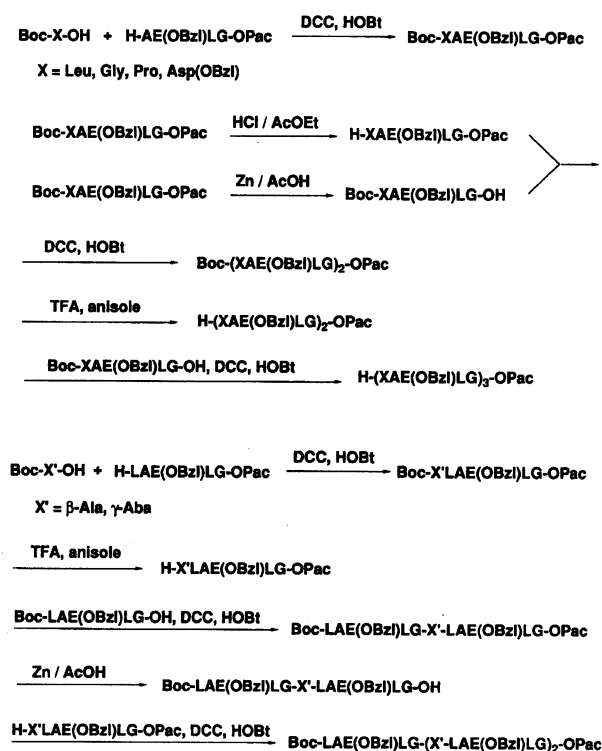 Boc-X-OH + H-AE(OBzl)LG-OPac DCC, HOBt Boc-XAE(OBzl)LG-OPac
X = Leu, Gly, Pro, Asp(OBzl)
Boc-XAE(OBzl)LG-OPac HCl / AcOEt H-XAE(OBzl)LG-OPac
Boc-XAE(OBzl)LG-OPac Zn / AcOH Boc-XAE(OBzl)LG-OH
DCC, HOBt Boc-(XAE(OBzl)LG)₂-OPac
TFA, anisole H-(XAE(OBzl)LG)₂-OPac
Boc-XAE(OBzl)LG-OH, DCC, HOBt H-(XAE(OBzl)LG)₃-OPac
Boc-X'-OH + H-LAE(OBzl)LG-OPac DCC, HOBt Boc-X'LAE(OBzl)LG-OPac
X' = β-Ala, γ-Aba
TFA, anisole H-X'LAE(OBzl)LG-OPac
Boc-LAE(OBzl)LG-OH, DCC, HOBt Boc-LAE(OBzl)LG-X'-LAE(OBzl)LG-OPac
Zn / AcOH Boc-LAE(OBzl)LG-X'-LAE(OBzl)LG-OH
H-X'LAE(OBzl)LG-OPac, DCC, HOBt Boc-LAE(OBzl)LG-(X'-LAE(OBzl)LG)₂-OPac